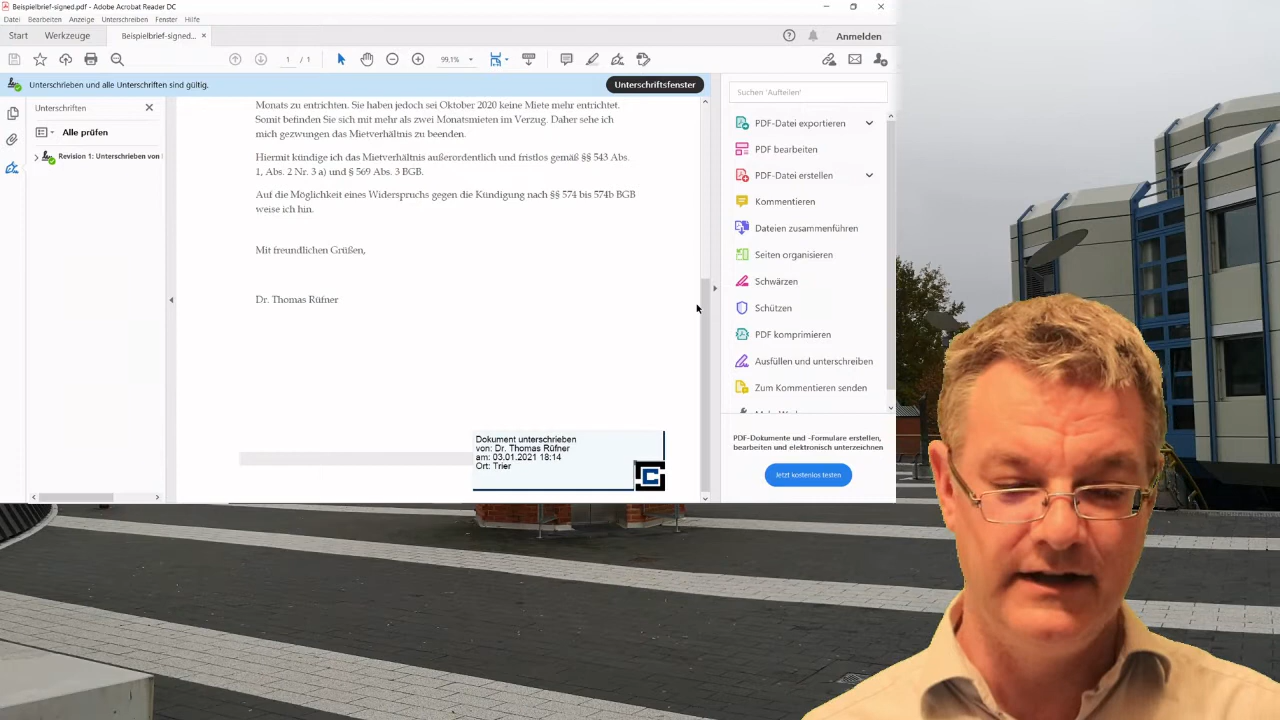 Beispielbrief-signed.pdf - Adobe Acrobat Reader DC
Datei Bearbeiten Anzeige Unterschreiben Fenster Hilfe
Start Werkzeuge Beispielbrief-signed... × Anmelden
1 / 1 99,1%
Unterschrieben und alle Unterschriften sind gültig. Unterschriftsfenster
Unterschriften
Alle prüfen
Revision 1: Unterschrieben von
Monats zu entrichten. Sie haben jedoch sei Oktober 2020 keine Miete mehr entrichtet.
Somit befinden Sie sich mit mehr als zwei Monatsmieten im Verzug. Daher sehe ich
mich gezwungen das Mietverhältnis zu beenden.
Hiermit kündige ich das Mietverhältnis außerordentlich und fristlos gemäß §§ 543 Abs.
1, Abs. 2 Nr. 3 a) und § 569 Abs. 3 BGB.
Auf die Möglichkeit eines Widerspruchs gegen die Kündigung nach §§ 574 bis 574b BGB
weise ich hin.
Mit freundlichen Grüßen,
Dr. Thomas Rüfner
Dokument unterschrieben
von: Dr. Thomas Rüfner
am: 03.01.2021 18:14
Ort: Trier
Suchen 'Aufteilen'
PDF-Datei exportieren
PDF bearbeiten
PDF-Datei erstellen
Kommentieren
Dateien zusammenführen
Seiten organisieren
Schwärzen
Schützen
PDF komprimieren
Ausfüllen und unterschreiben
Zum Kommentieren senden
PDF-Dokumente und -Formulare erstellen,
bearbeiten und elektronisch unterzeichnen
Jetzt kostenlos testen